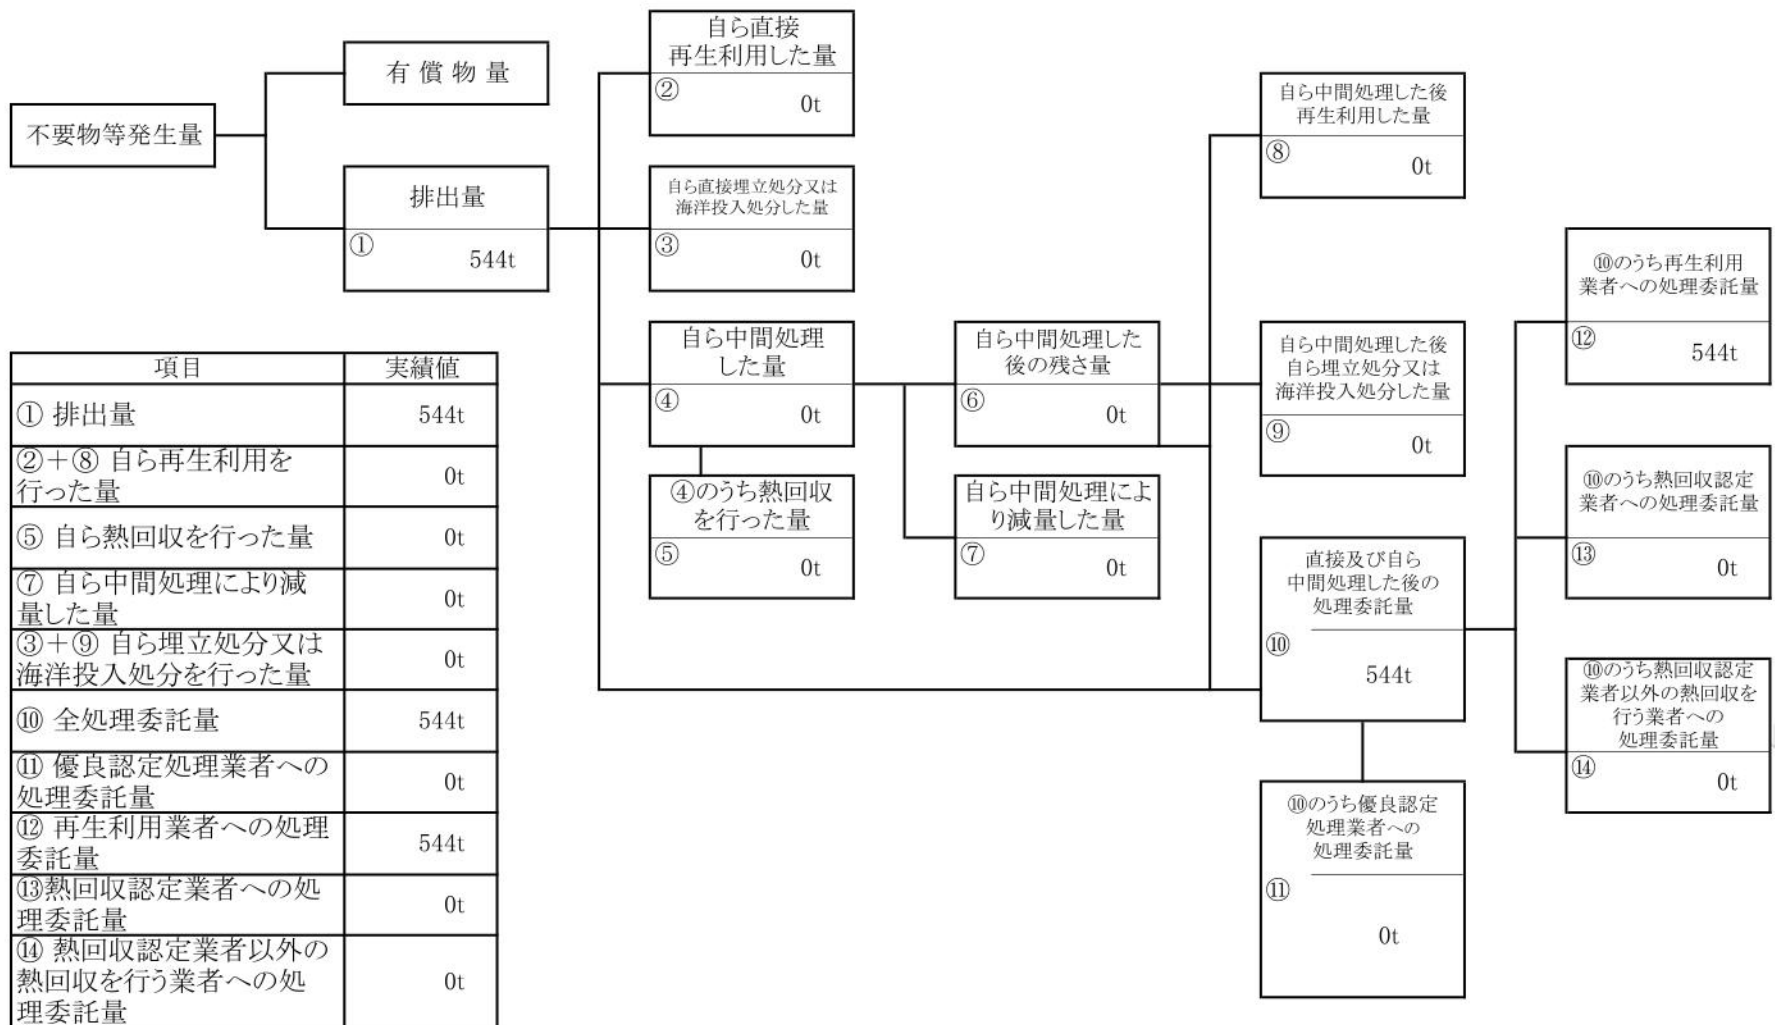 不要物等発生量
有償物量
排出量
①
544t
自ら直接
再生利用した量
②
0t
自ら直接埋立処分又は
海洋投入処分した量
③
0t
自ら中間処理
した量
④
0t
④のうち熱回収
を行った量
⑤
0t
自ら中間処理した
後の残さ量
⑥
0t
自ら中間処理によ
り減量した量
⑦
0t
自ら中間処理した後
再生利用した量
⑧
0t
自ら中間処理した後
自ら埋立処分又は
海洋投入処分した量
⑨
0t
直接及び自ら
中間処理した後の
処理委託量
⑩
544t
⑩のうち優良認定
処理業者への
処理委託量
⑪
0t
⑩のうち再生利用
業者への処理委託量
⑫
544t
⑩のうち熱回収認定
業者への処理委託量
⑬
0t
⑩のうち熱回収認定
業者以外の熱回収を
行う業者への
処理委託量
⑭
0t
項目 実績値
① 排出量 544t
②+⑧ 自ら再生利用を
行った量 0t
⑤ 自ら熱回収を行った量 0t
⑦ 自ら中間処理により減
量した量 0t
③+⑨ 自ら埋立処分又は
海洋投入処分を行った量 0t
⑩ 全処理委託量 544t
⑪ 優良認定処理業者への
処理委託量 0t
⑫ 再生利用業者への処理
委託量 544t
⑬熱回収認定業者への処
理委託量 0t
⑭ 熱回収認定業者以外の
熱回収を行う業者への処
理委託量 0t